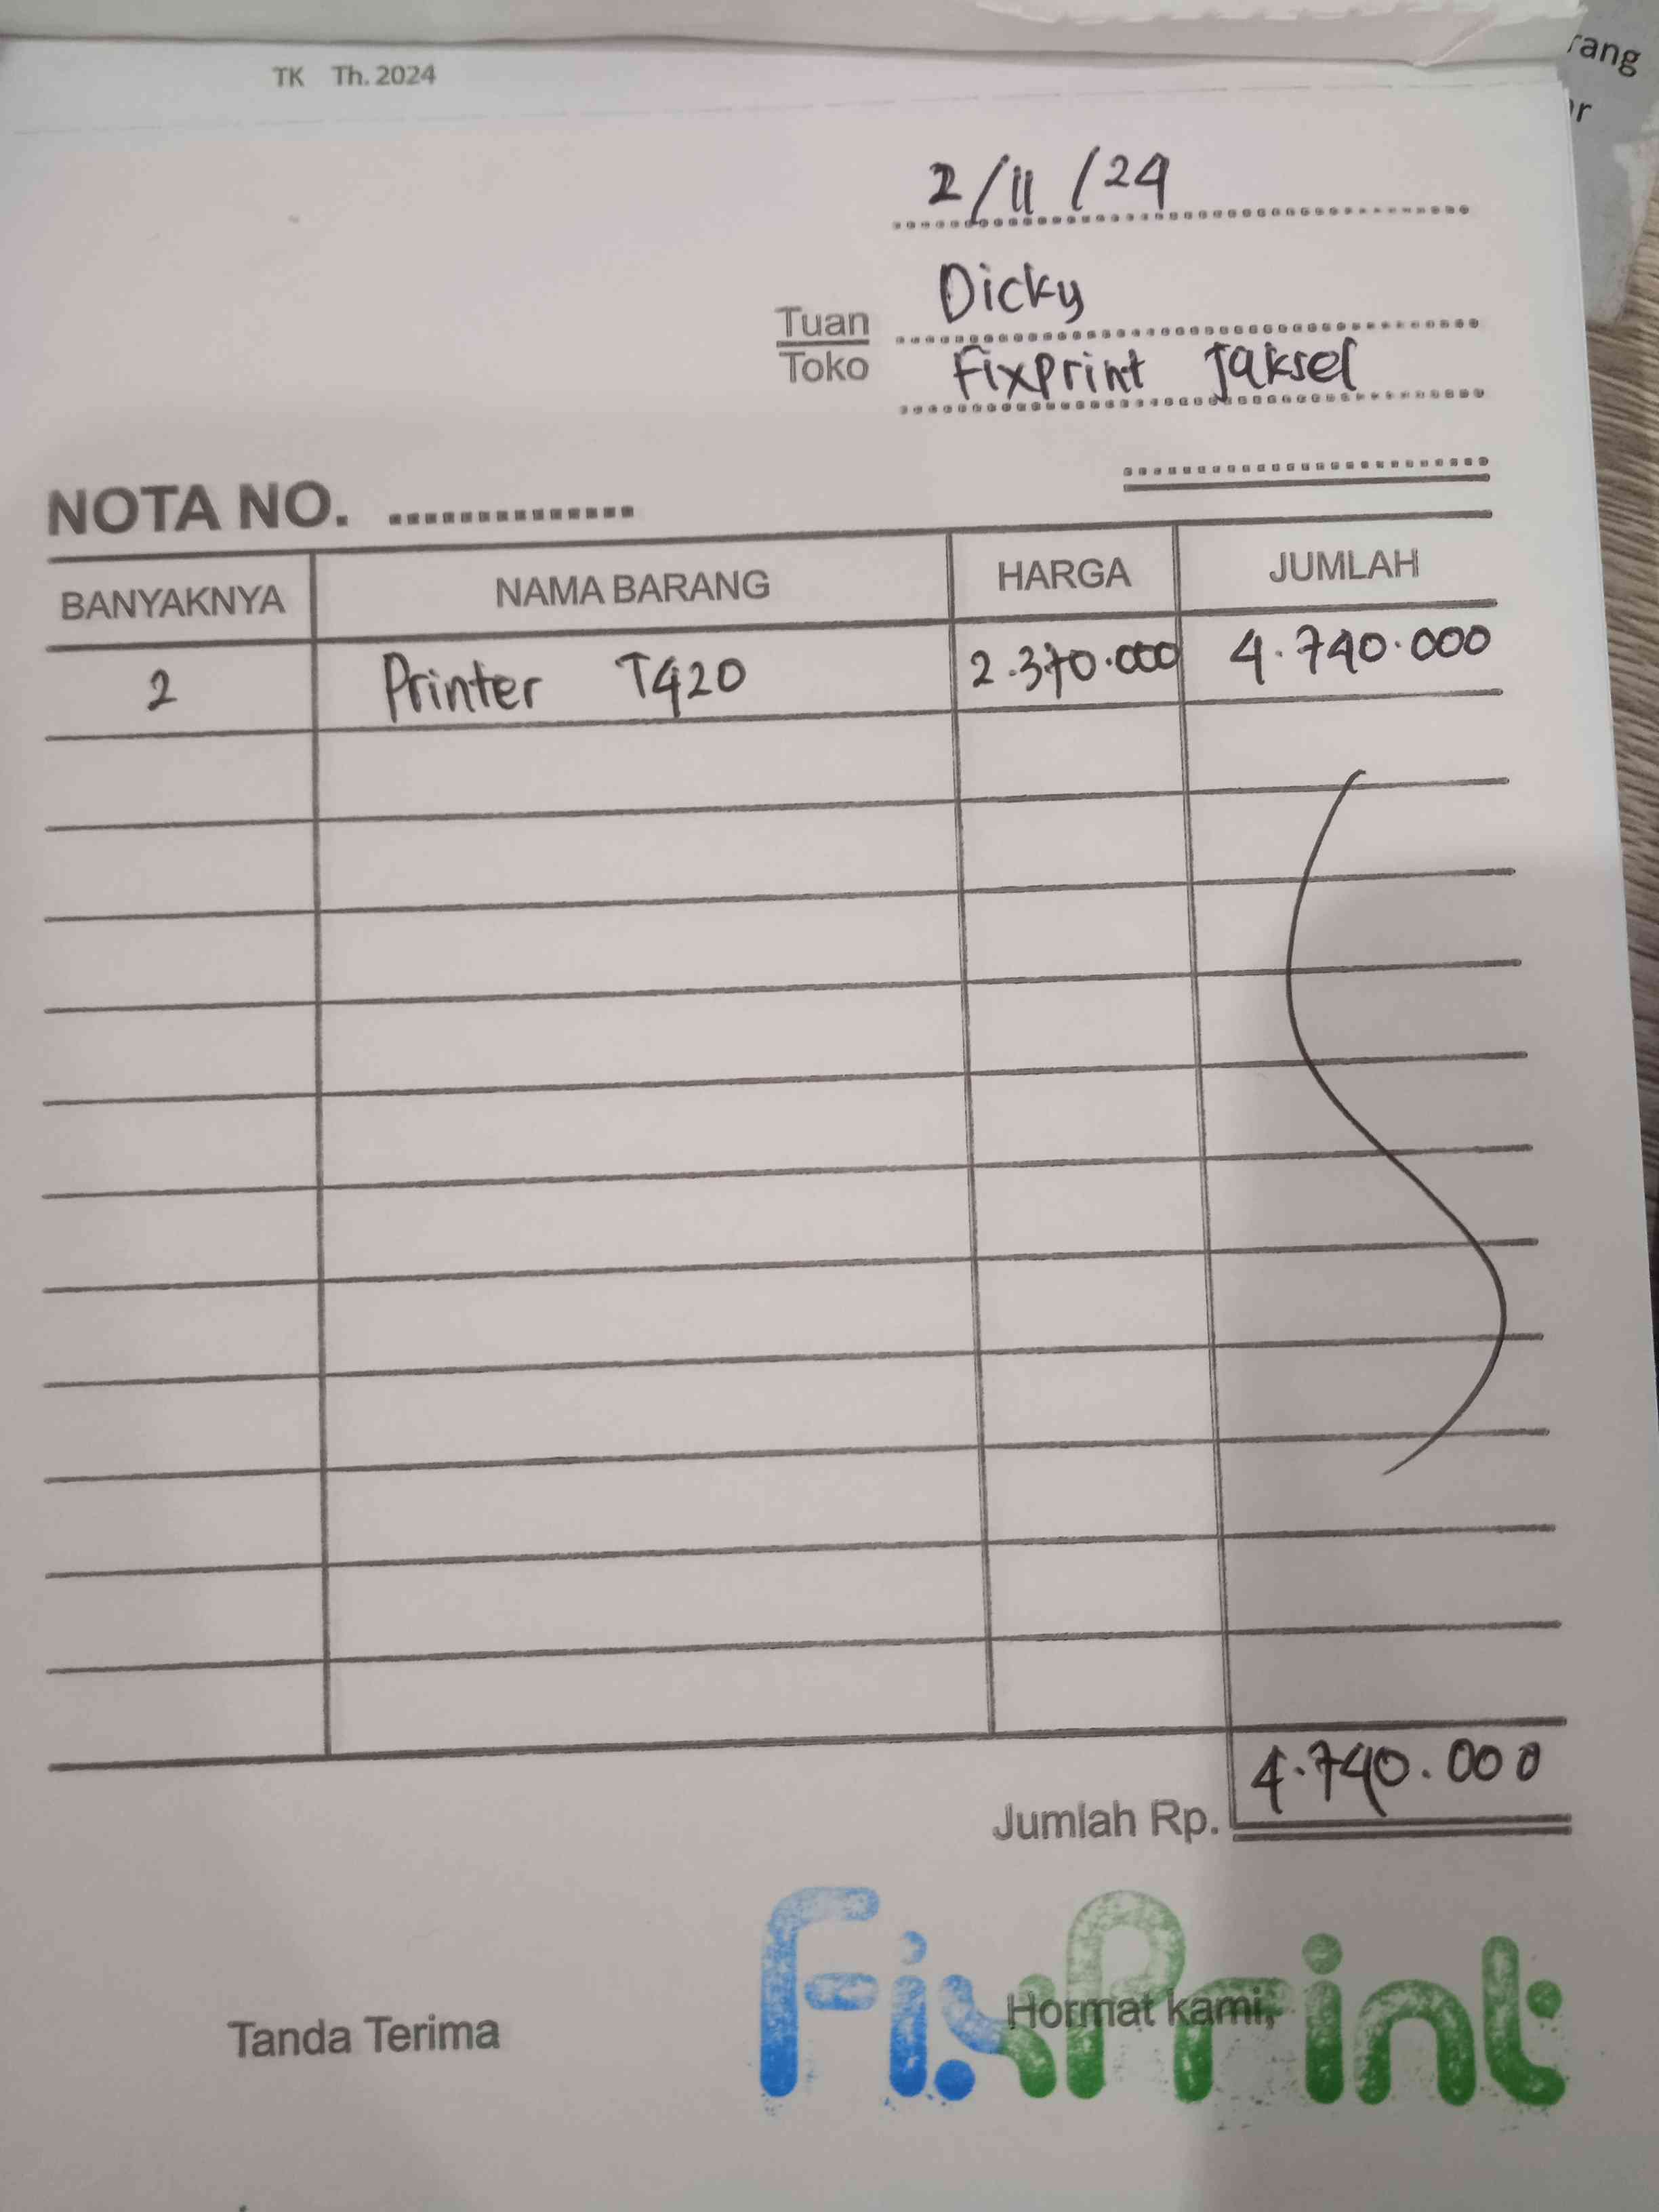 rang
r
TK Th. 2024
2/11/24
Tuan Dicky
Toko Fixprint Jaksel
NOTA NO. ...............
BANYAKNYA NAMA BARANG HARGA JUMLAH
2 Printer T420 2.370.000 4.740.000
Jumlah Rp. 4.740.000
FixPrint
Tanda Terima Hormat kami,